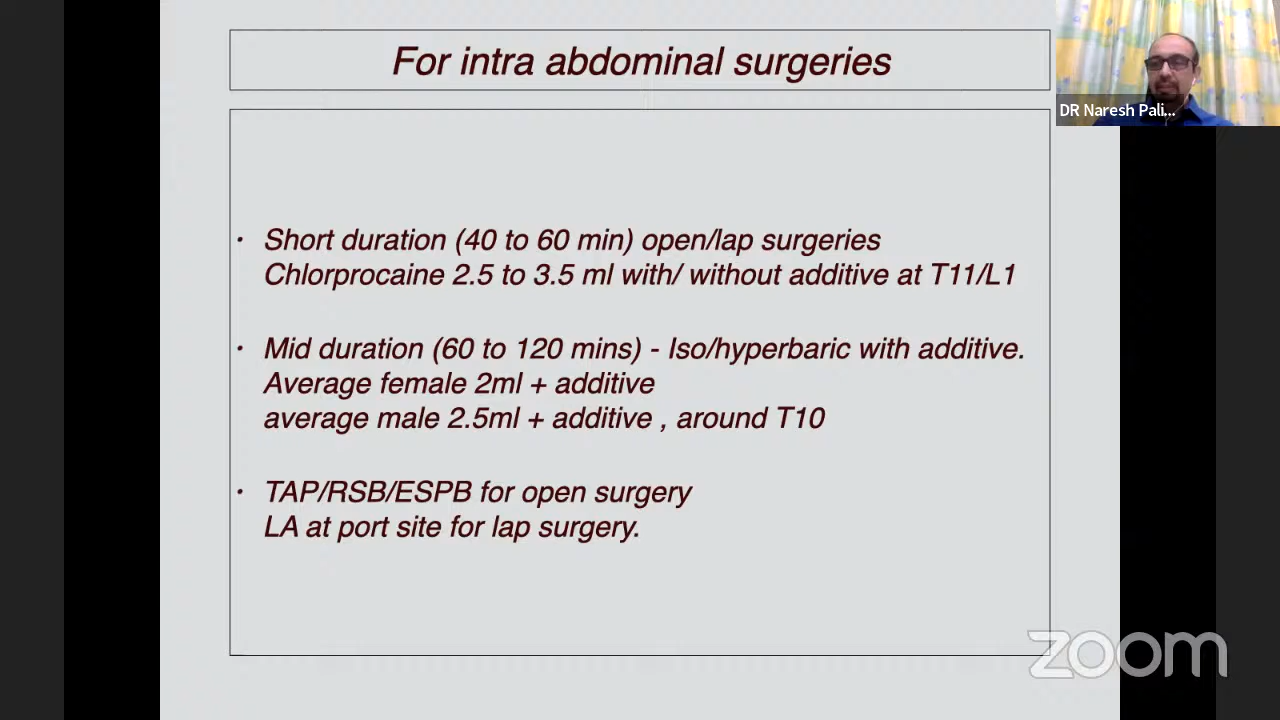 For intra abdominal surgeries
DR Naresh Pali...
• Short duration (40 to 60 min) open/lap surgeries
Chlorprocaine 2.5 to 3.5 ml with/ without additive at T11/L1
• Mid duration (60 to 120 mins) - Iso/hyperbaric with additive.
Average female 2ml + additive
average male 2.5ml + additive , around T10
• TAP/RSB/ESPB for open surgery
LA at port site for lap surgery.
zoom